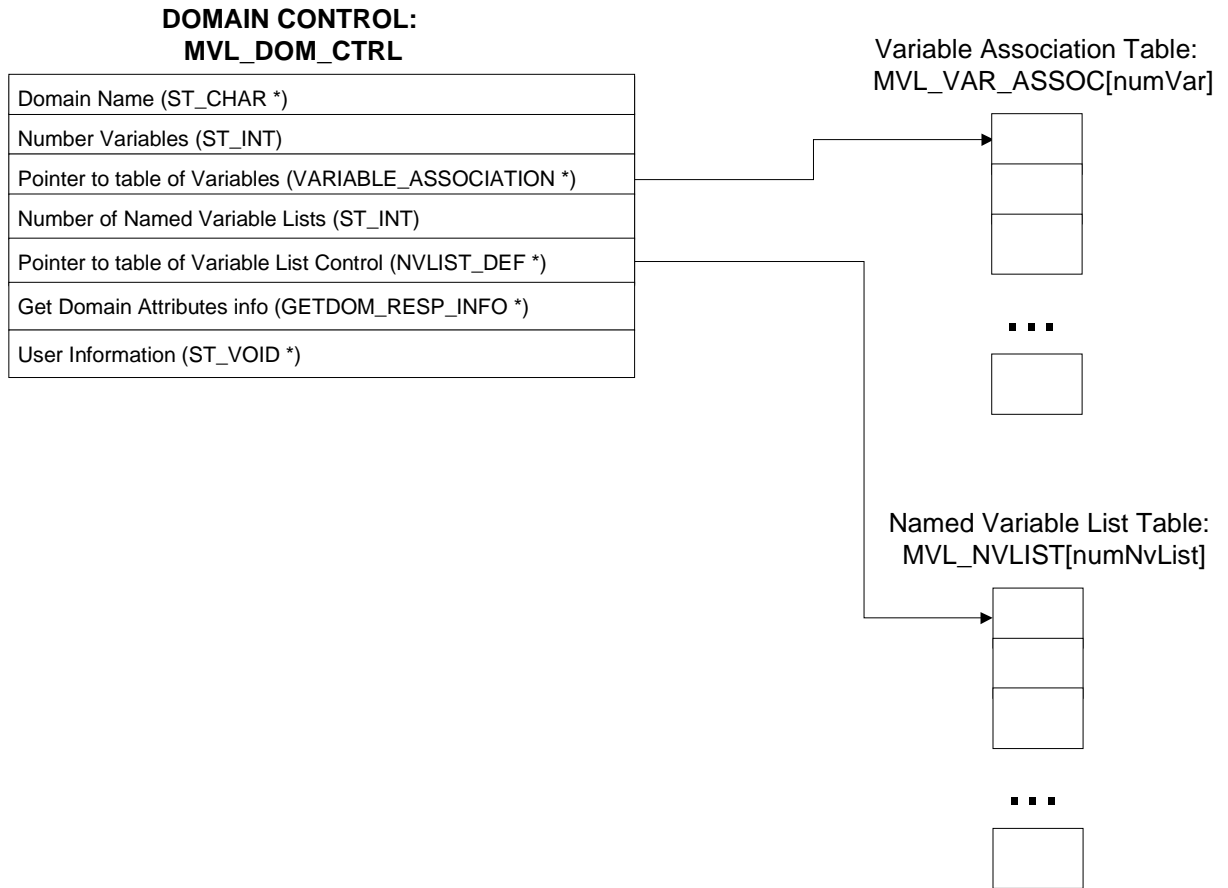 DOMAIN CONTROL:
MVL_DOM_CTRL
Domain Name (ST_CHAR *)
Number Variables (ST_INT)
Pointer to table of Variables (VARIABLE_ASSOCIATION *)
Number of Named Variable Lists (ST_INT)
Pointer to table of Variable List Control (NVLIST_DEF *)
Get Domain Attributes info (GETDOM_RESP_INFO *)
User Information (ST_VOID *)
Variable Association Table:
MVL_VAR_ASSOC[numVar]
...
Named Variable List Table:
MVL_NVLIST[numNvList]
...